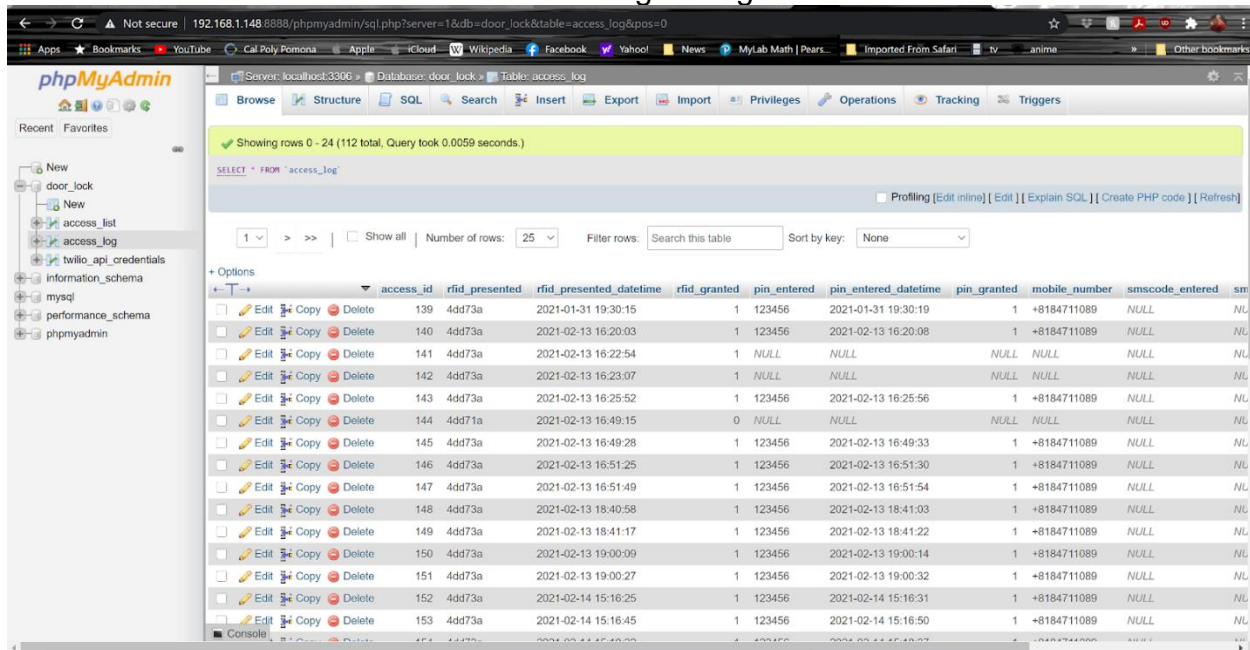 Not secure | 192.168.1.148:8888/phpmyadmin/sql.php?server=1&db=door_lock&table=access_log&pos=0
Apps Bookmarks YouTube Cal Poly Pomona Apple iCloud Wikipedia Facebook Yahoo! News MyLab Math | Pears... Imported From Safari tv anime » Other bookmarks
phpMyAdmin
Recent Favorites
New
door_lock
New
access_list
access_log
twilio_api_credentials
information_schema
mysql
performance_schema
phpmyadmin
Server: localhost:3306 » Database: door_lock » Table: access_log
Browse Structure SQL Search Insert Export Import Privileges Operations Tracking Triggers
Showing rows 0 - 24 (112 total, Query took 0.0059 seconds.)
SELECT * FROM `access_log`
Profiling [Edit inline] [ Edit ] [ Explain SQL ] [ Create PHP code ] [ Refresh]
1 > >> | Show all | Number of rows: 25 Filter rows: Search this table Sort by key: None
+ Options
←T→ access_id rfid_presented rfid_presented_datetime rfid_granted pin_entered pin_entered_datetime pin_granted mobile_number smscode_entered sm
Edit Copy Delete 139 4dd73a 2021-01-31 19:30:15 1 123456 2021-01-31 19:30:19 1 +8184711089 NULL NU
Edit Copy Delete 140 4dd73a 2021-02-13 16:20:03 1 123456 2021-02-13 16:20:08 1 +8184711089 NULL NU
Edit Copy Delete 141 4dd73a 2021-02-13 16:22:54 1 NULL NULL NULL NULL NULL NU
Edit Copy Delete 142 4dd73a 2021-02-13 16:23:07 1 NULL NULL NULL NULL NULL NU
Edit Copy Delete 143 4dd73a 2021-02-13 16:25:52 1 123456 2021-02-13 16:25:56 1 +8184711089 NULL NU
Edit Copy Delete 144 4dd71a 2021-02-13 16:49:15 0 NULL NULL NULL NULL NULL NU
Edit Copy Delete 145 4dd73a 2021-02-13 16:49:28 1 123456 2021-02-13 16:49:33 1 +8184711089 NULL NU
Edit Copy Delete 146 4dd73a 2021-02-13 16:51:25 1 123456 2021-02-13 16:51:30 1 +8184711089 NULL NU
Edit Copy Delete 147 4dd73a 2021-02-13 16:51:49 1 123456 2021-02-13 16:51:54 1 +8184711089 NULL NU
Edit Copy Delete 148 4dd73a 2021-02-13 18:40:58 1 123456 2021-02-13 18:41:03 1 +8184711089 NULL NU
Edit Copy Delete 149 4dd73a 2021-02-13 18:41:17 1 123456 2021-02-13 18:41:22 1 +8184711089 NULL NU
Edit Copy Delete 150 4dd73a 2021-02-13 19:00:09 1 123456 2021-02-13 19:00:14 1 +8184711089 NULL NU
Edit Copy Delete 151 4dd73a 2021-02-13 19:00:27 1 123456 2021-02-13 19:00:32 1 +8184711089 NULL NU
Edit Copy Delete 152 4dd73a 2021-02-14 15:16:25 1 123456 2021-02-14 15:16:31 1 +8184711089 NULL NU
Edit Copy Delete 153 4dd73a 2021-02-14 15:16:45 1 123456 2021-02-14 15:16:50 1 +8184711089 NULL NU
Console